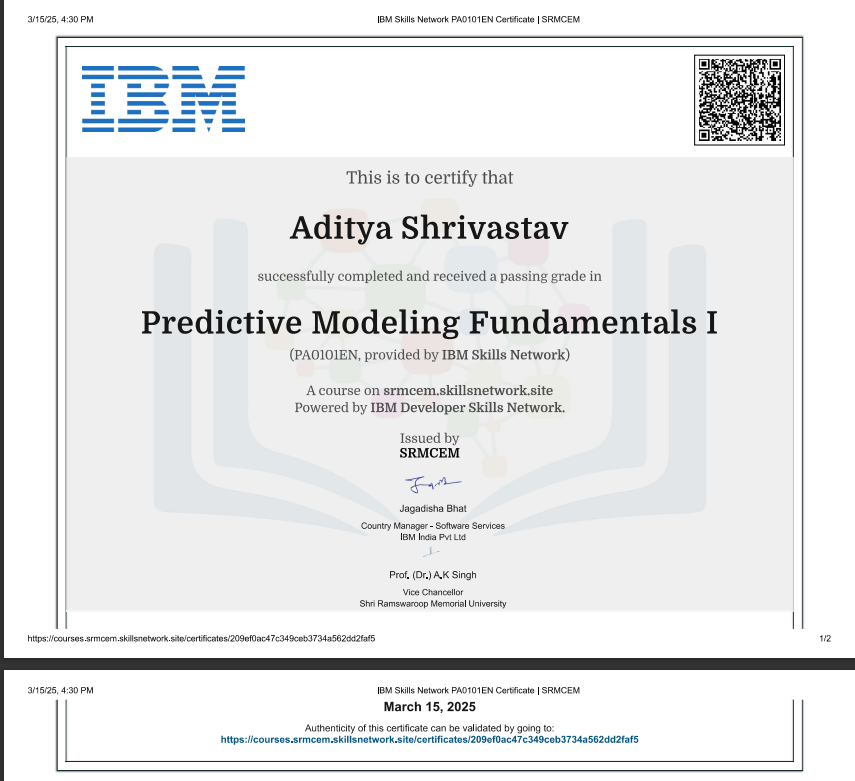 3/15/25, 4:30 PM IBM Skills Network PA0101EN Certificate | SRMCEM
IBM
This is to certify that
Aditya Shrivastav
successfully completed and received a passing grade in
Predictive Modeling Fundamentals I
(PA0101EN, provided by IBM Skills Network)
A course on srmcem.skillsnetwork.site
Powered by IBM Developer Skills Network.
Issued by
SRMCEM
Jagadisha Bhat
Country Manager - Software Services
IBM India Pvt Ltd
Prof. (Dr.) A.K Singh
Vice Chancellor
Shri Ramswaroop Memorial University
https://courses.srmcem.skillsnetwork.site/certificates/209ef0ac47c349ceb3734a562dd2faf5 1/2
3/15/25, 4:30 PM IBM Skills Network PA0101EN Certificate | SRMCEM
March 15, 2025
Authenticity of this certificate can be validated by going to:
https://courses.srmcem.skillsnetwork.site/certificates/209ef0ac47c349ceb3734a562dd2faf5